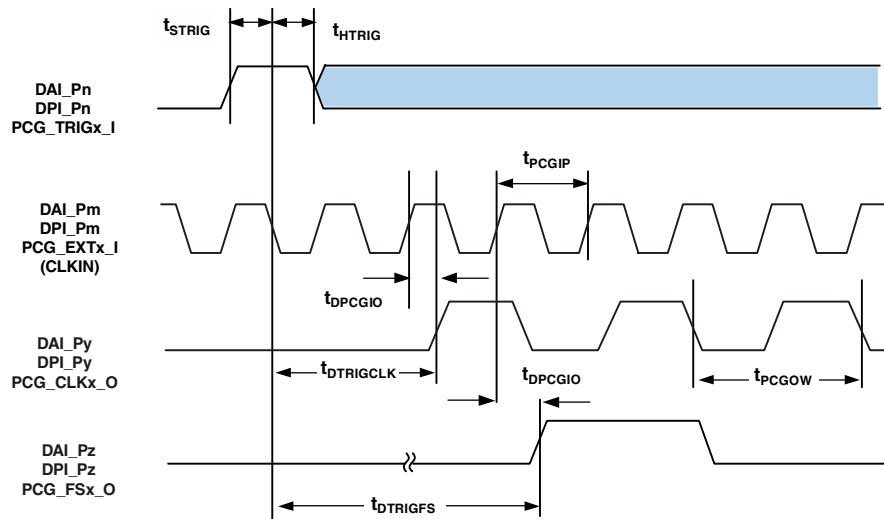 tSTRIG
tHTRIG
DAI_Pn
DPI_Pn
PCG_TRIGx_I
tPCGIP
DAI_Pm
DPI_Pm
PCG_EXTx_I
(CLKIN)
tDPCGIO
DAI_Py
DPI_Py
PCG_CLKx_O
tDTRIGCLK
tDPCGIO
tPCGOW
DAI_Pz
DPI_Pz
PCG_FSx_O
tDTRIGFS